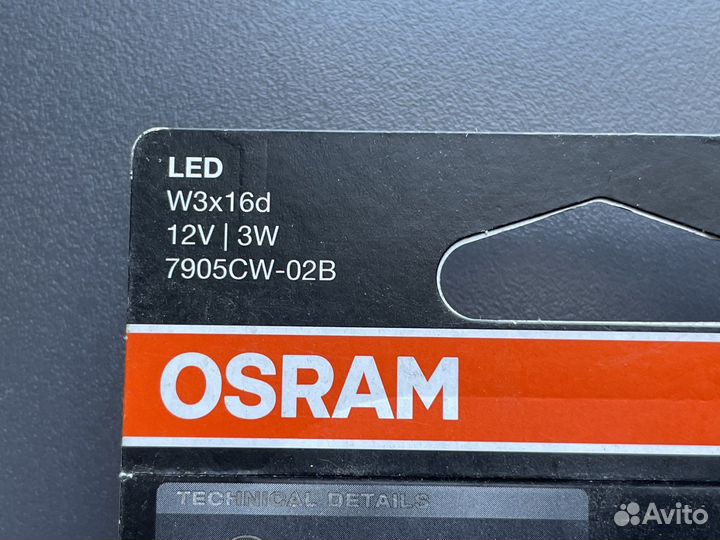 LED
W3x16d
12V | 3W
7905CW-02B
OSRAM
TECHNICAL DETAILS
Avito